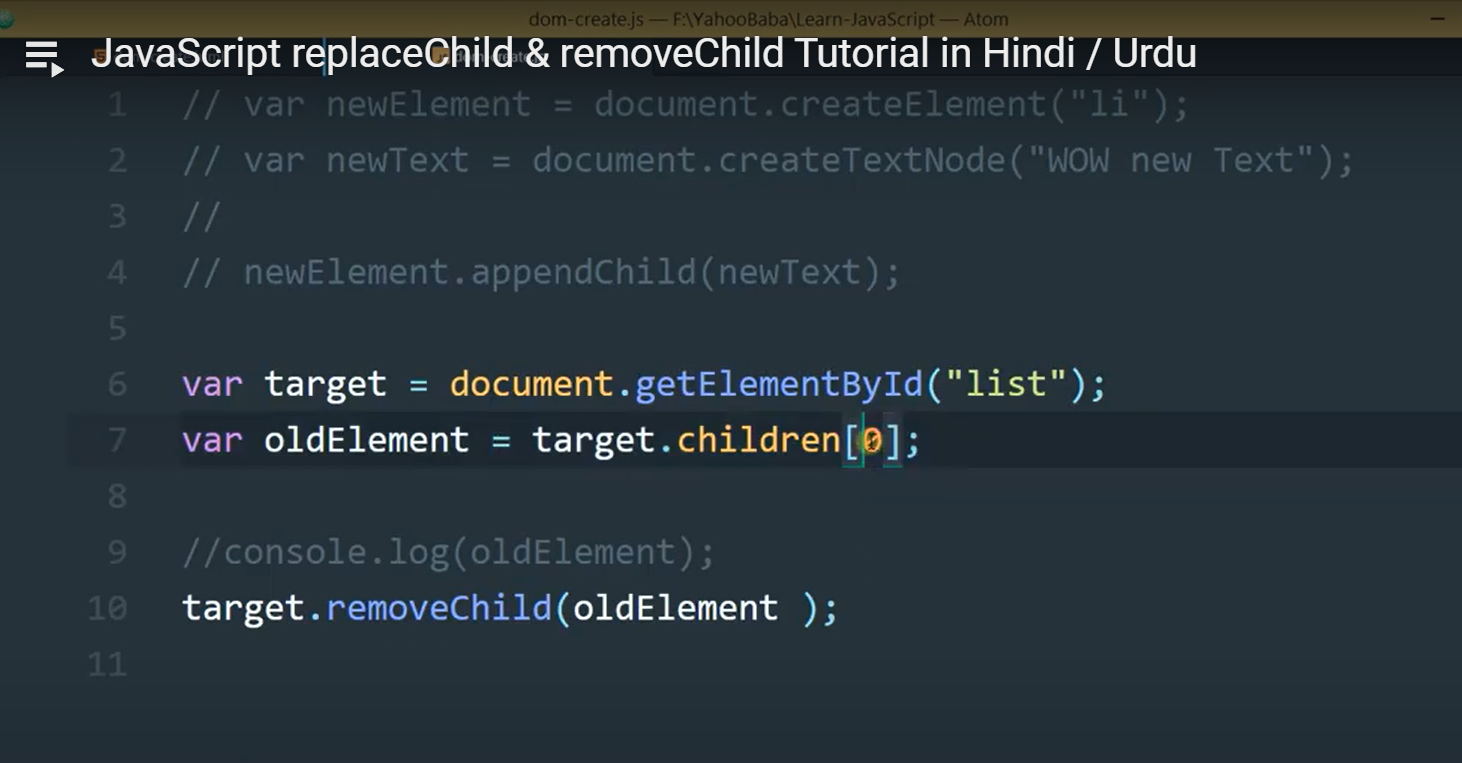 dom-create.js — F:\YahooBaba\Learn-JavaScript — Atom
JavaScript replaceChild & removeChild Tutorial in Hindi / Urdu
1 // var newElement = document.createElement("li");
2 // var newText = document.createTextNode("WOW new Text");
3 //
4 // newElement.appendChild(newText);
5
6 var target = document.getElementById("list");
7 var oldElement = target.children[0];
8
9 //console.log(oldElement);
10 target.removeChild(oldElement );
11